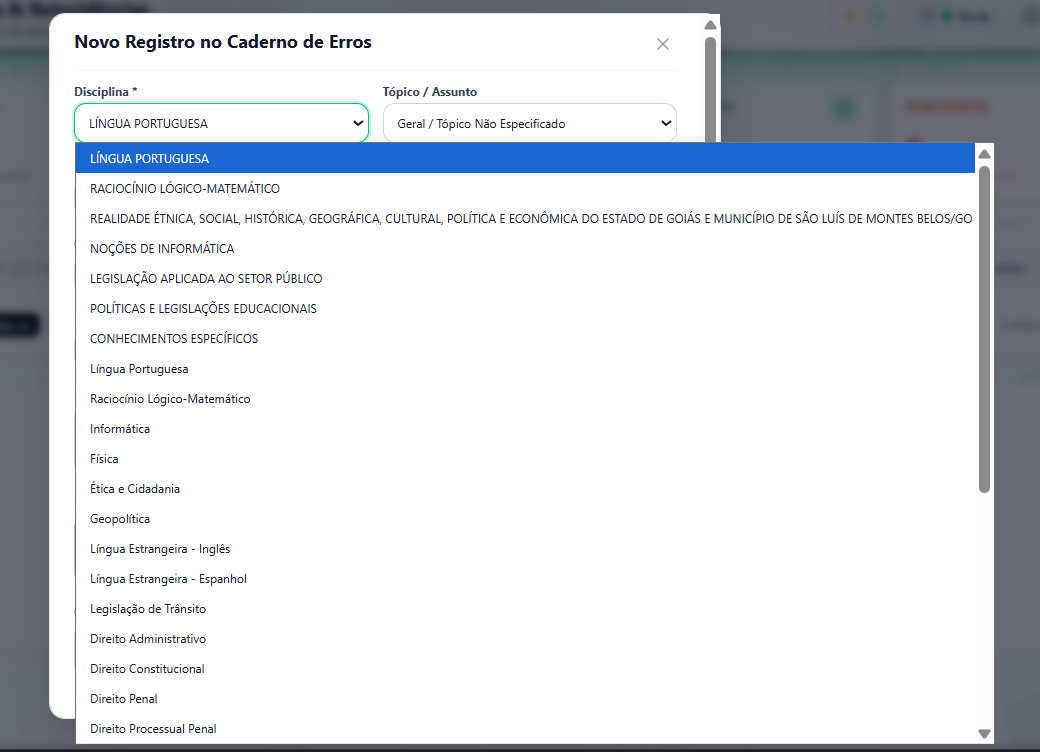 Novo Registro no Caderno de Erros
Disciplina *
Tópico / Assunto
LÍNGUA PORTUGUESA
Geral / Tópico Não Especificado
LÍNGUA PORTUGUESA
RACIOCÍNIO LÓGICO-MATEMÁTICO
REALIDADE ÉTNICA, SOCIAL, HISTÓRICA, GEOGRÁFICA, CULTURAL, POLÍTICA E ECONÔMICA DO ESTADO DE GOIÁS E MUNICÍPIO DE SÃO LUÍS DE MONTES BELOS/GO
NOÇÕES DE INFORMÁTICA
LEGISLAÇÃO APLICADA AO SETOR PÚBLICO
POLÍTICAS E LEGISLAÇÕES EDUCACIONAIS
CONHECIMENTOS ESPECÍFICOS
Língua Portuguesa
Raciocínio Lógico-Matemático
Informática
Física
Ética e Cidadania
Geopolítica
Língua Estrangeira - Inglês
Língua Estrangeira - Espanhol
Legislação de Trânsito
Direito Administrativo
Direito Constitucional
Direito Penal
Direito Processual Penal